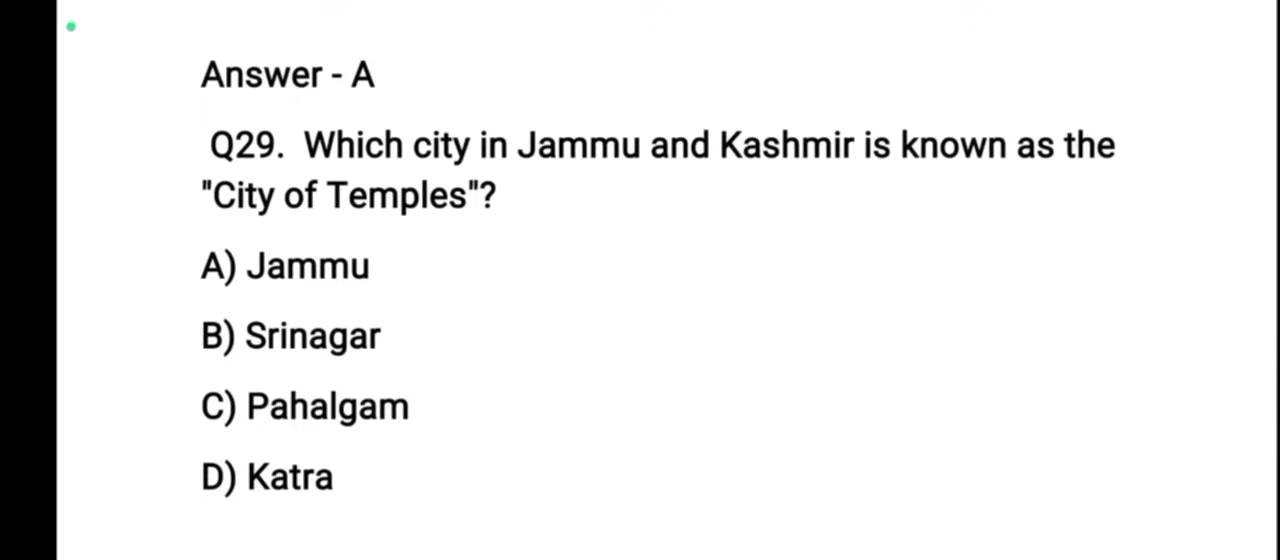 Answer - A
Q29. Which city in Jammu and Kashmir is known as the
"City of Temples"?
A) Jammu
B) Srinagar
C) Pahalgam
D) Katra